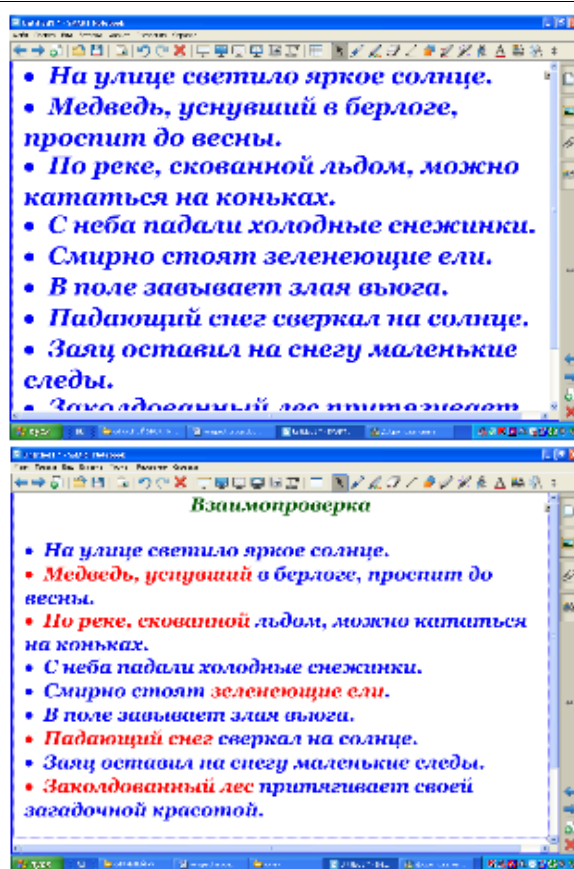 • На улице светило яркое солнце.
• Медведь, уснувший в берлоге,
проспит до весны.
• По реке, скованной льдом, можно
кататься на коньках.
• С неба падали холодные снежинки.
• Смирно стоят зеленеющие ели.
• В поле завывает злая вьюга.
• Падающий снег сверкал на солнце.
• Заяц оставил на снегу маленькие
следы.
• Заколдованный лес притягивает
Взаимопроверка
• На улице светило яркое солнце.
• Медведь, уснувший в берлоге, проспит до
весны.
• По реке, скованной льдом, можно кататься
на коньках.
• С неба падали холодные снежинки.
• Смирно стоят зеленеющие ели.
• В поле завывает злая вьюга.
• Падающий снег сверкал на солнце.
• Заяц оставил на снегу маленькие следы.
• Заколдованный лес притягивает своей
загадочной красотой.